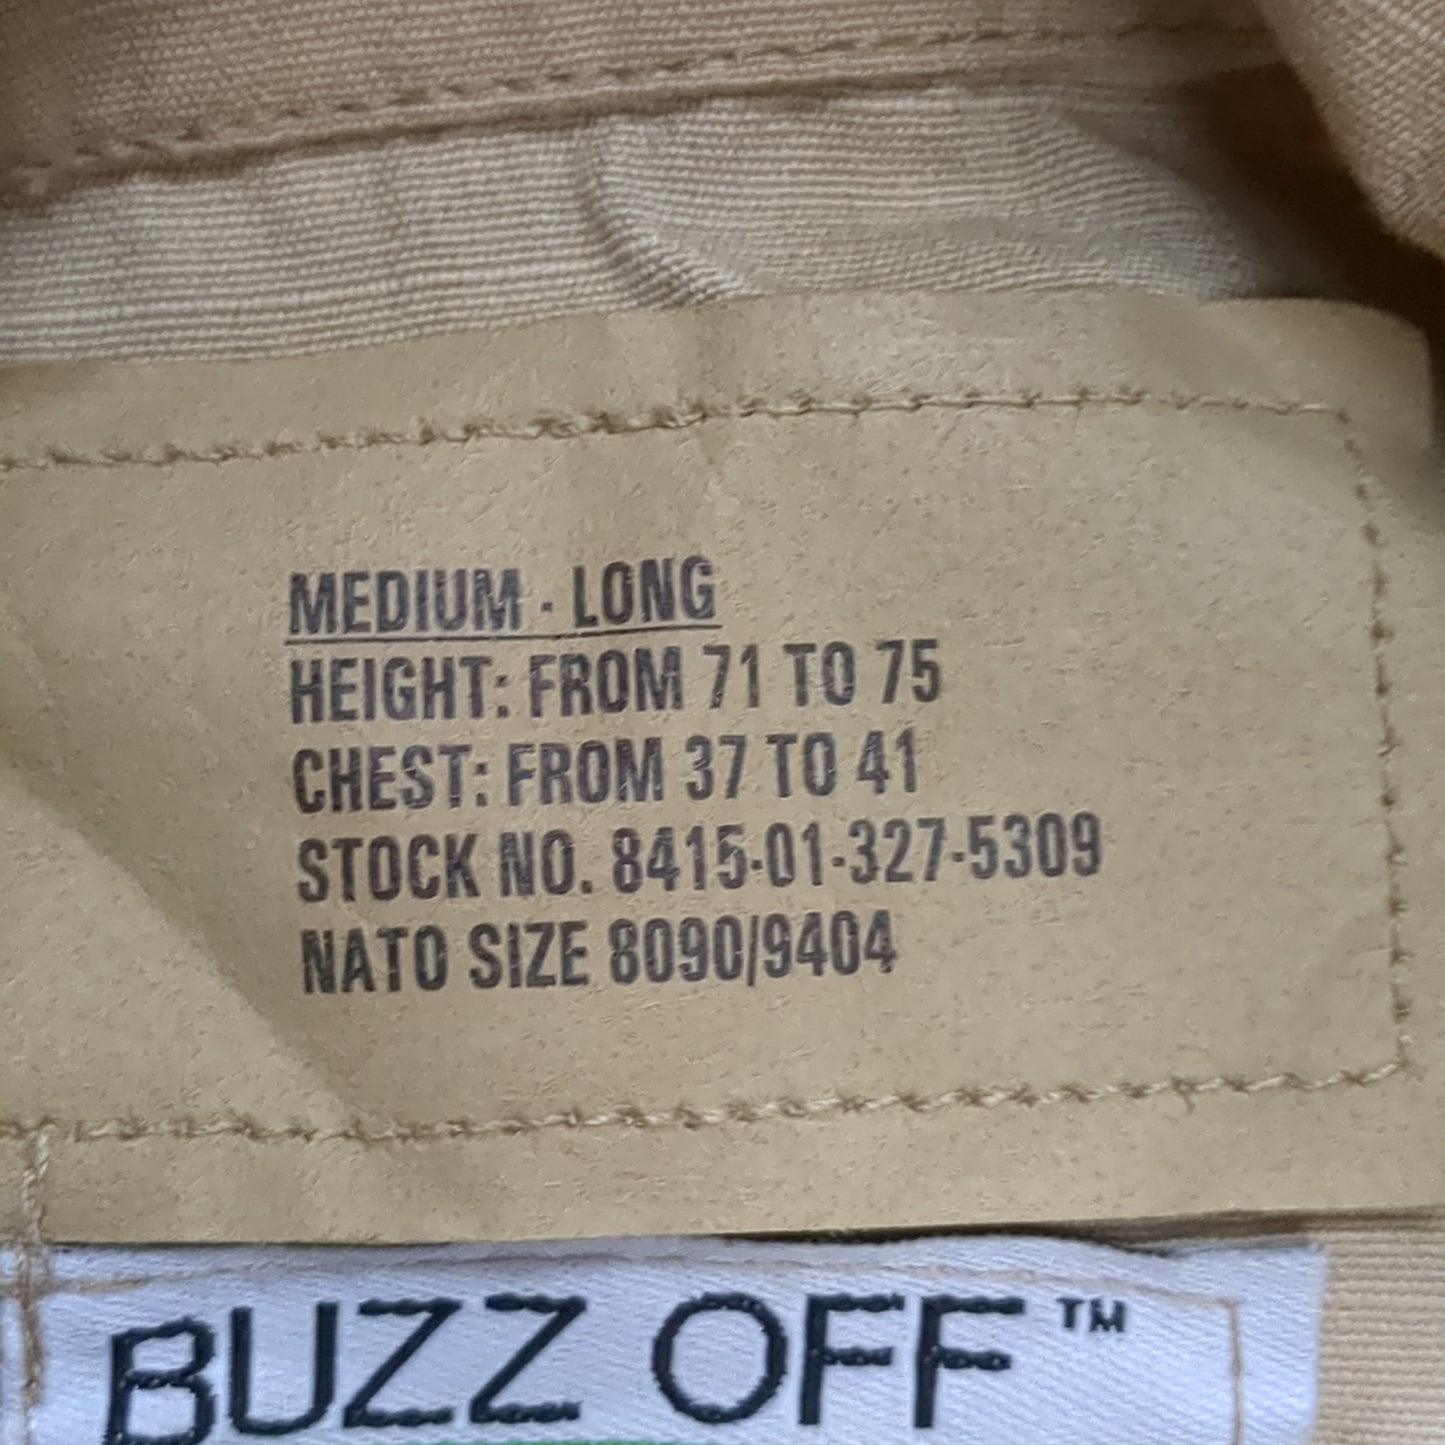 MEDIUM - LONG
HEIGHT: FROM 71 TO 75
CHEST: FROM 37 TO 41
STOCK NO. 8415-01-327-5309
NATO SIZE 8090/9404
BUZZ OFF™